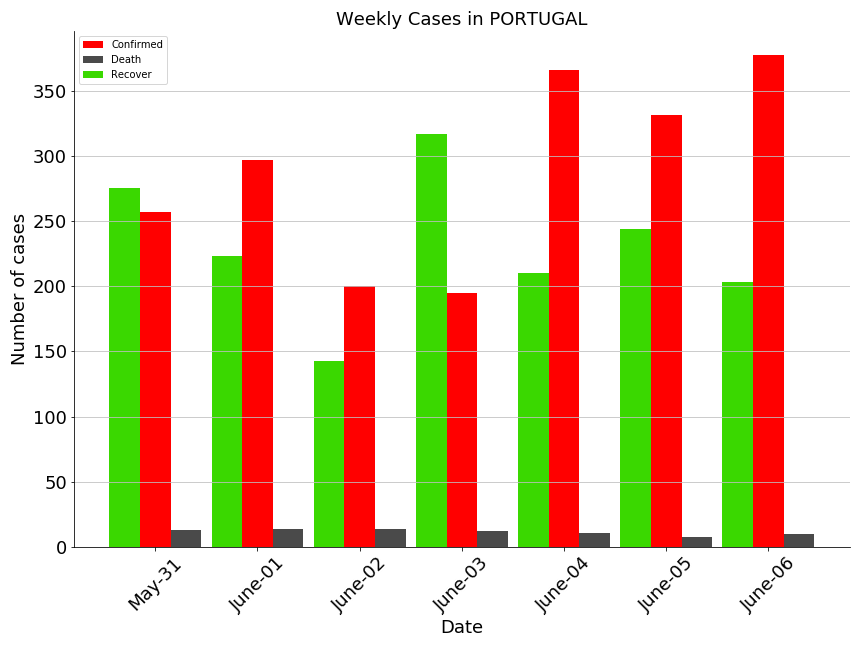 Weekly Cases in PORTUGAL
Confirmed
Death
Recover
Number of cases
350
300
250
200
150
100
50
0
May-31
June-01
June-02
June-03
June-04
June-05
June-06
Date